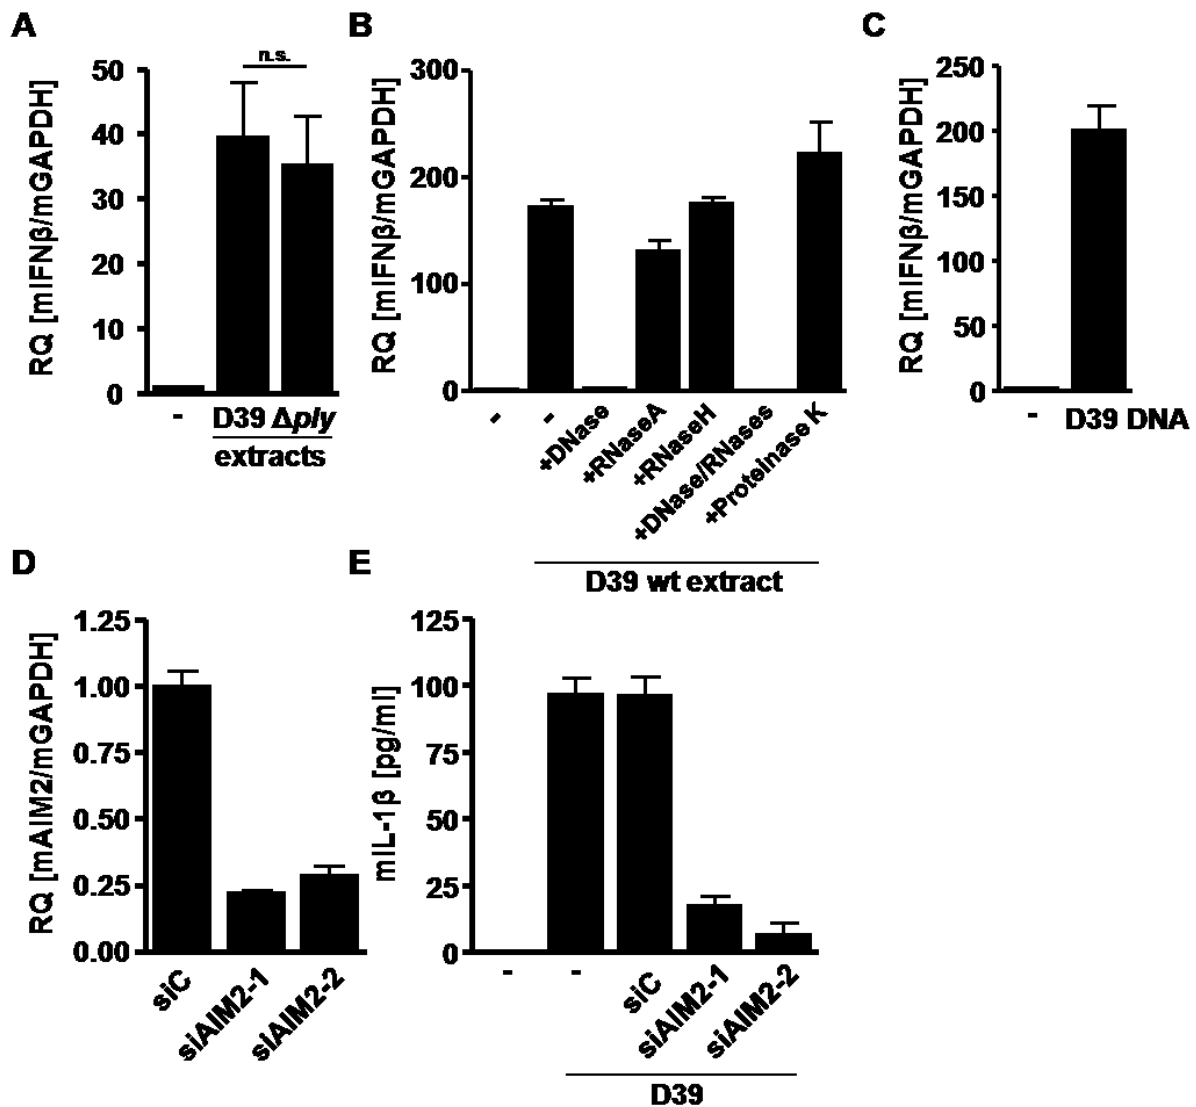 A
n.s.
RQ [mIFNβ/mGAPDH]
50
40
30
20
10
0
-
D39 Δply
extracts
B
RQ [mIFNβ/mGAPDH]
300
200
100
0
-
-
+DNase
+RNaseA
+RNaseH
+DNase/RNases
+Proteinase K
D39 wt extract
C
RQ [mIFNβ/mGAPDH]
250
200
150
100
50
0
-
D39 DNA
D
RQ [mAIM2/mGAPDH]
1.25
1.00
0.75
0.50
0.25
0.00
siC
siAIM2-1
siAIM2-2
E
mIL-1β [pg/ml]
125
100
75
50
25
0
-
-
siC
siAIM2-1
siAIM2-2
D39